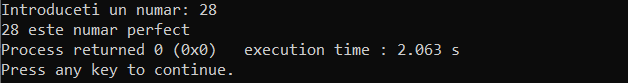 Introduceti un numar: 28
28 este numar perfect
Process returned 0 (0x0)   execution time : 2.063 s
Press any key to continue.